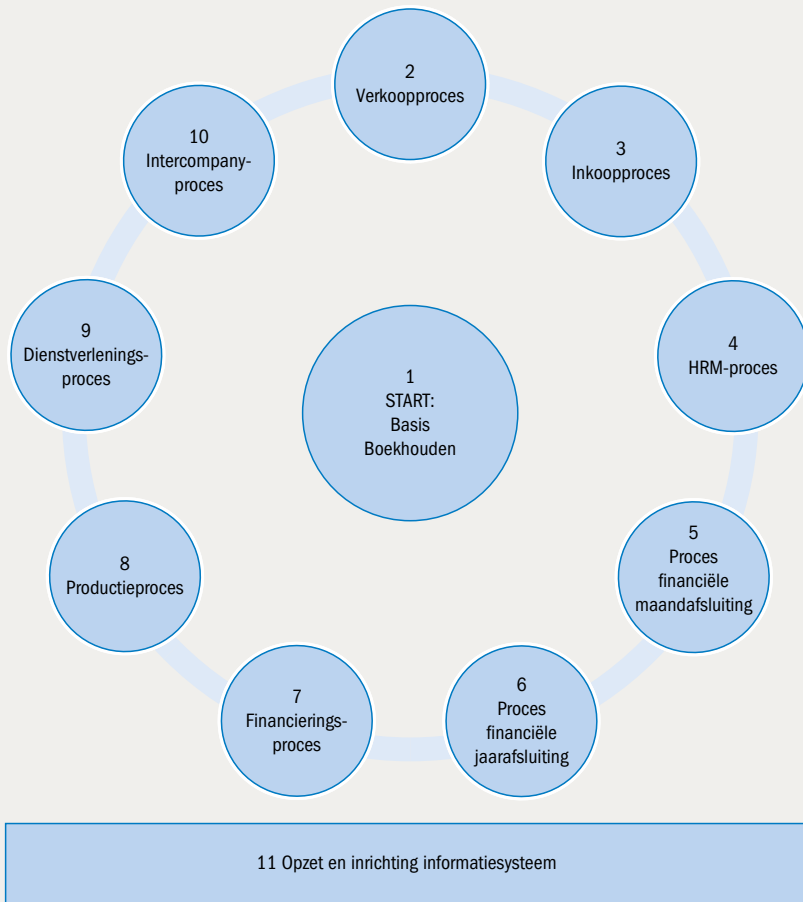 2
Verkoopproces
3
Inkoopproces
4
HRM-proces
5
Proces
financiële
maandafsluiting
6
Proces
financiële
jaarafsluiting
7
Financierings-
proces
8
Productieproces
9
Dienstverlenings-
proces
10
Intercompany-
proces
1
START:
Basis
Boekhouden
11 Opzet en inrichting informatiesysteem